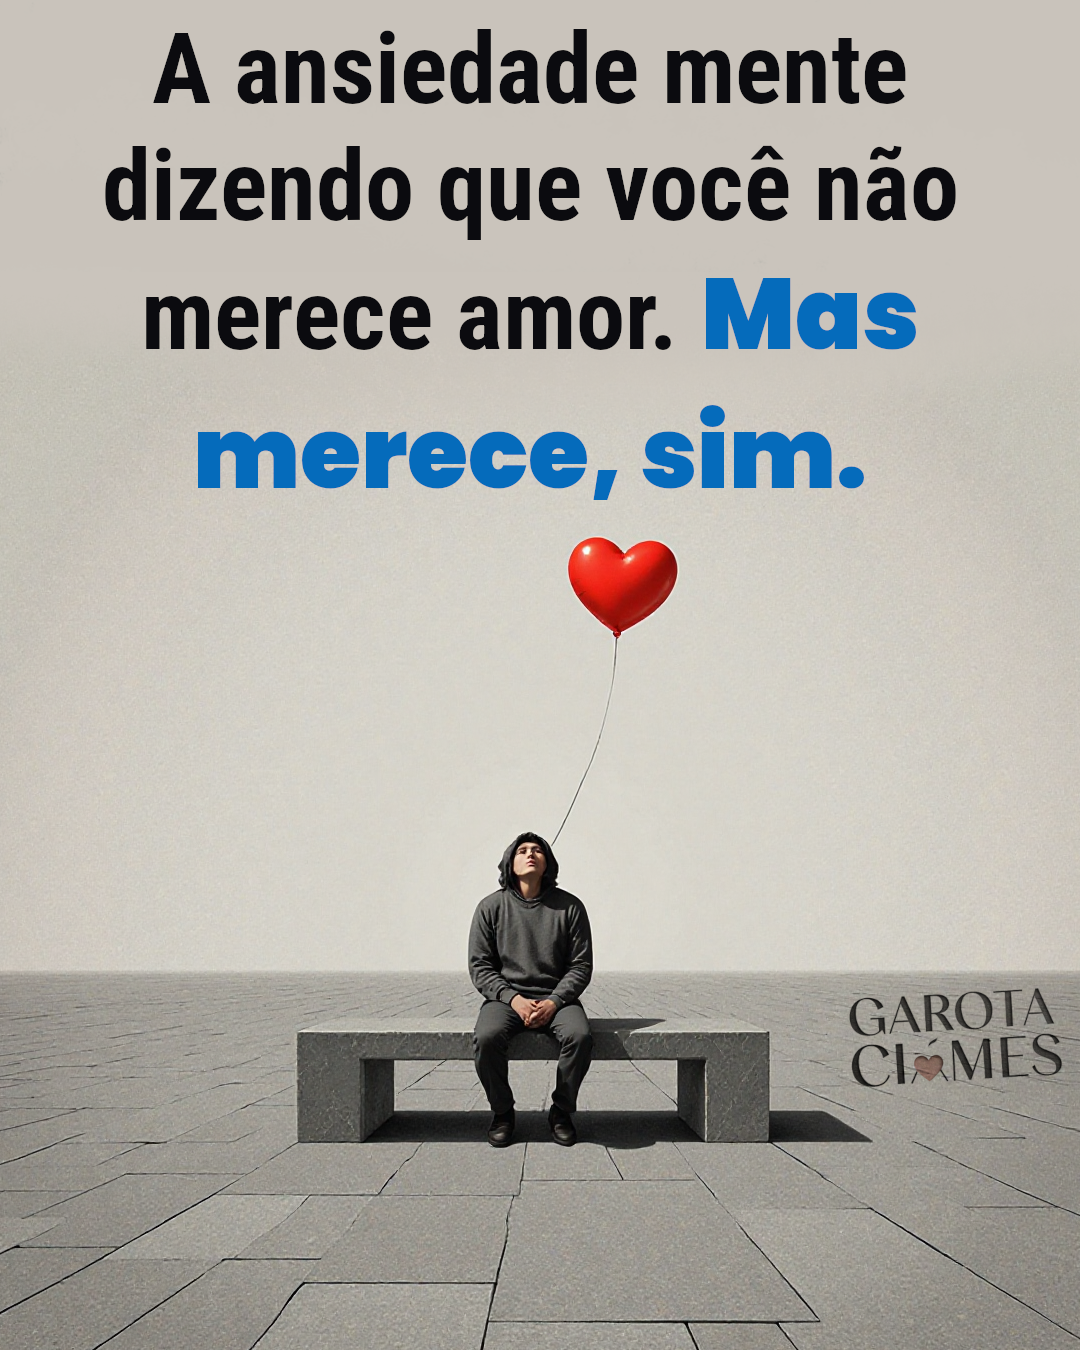 A ansiedade mente
dizendo que você não
merece amor. Mas
merece, sim.
GAROTA
CIÚMES